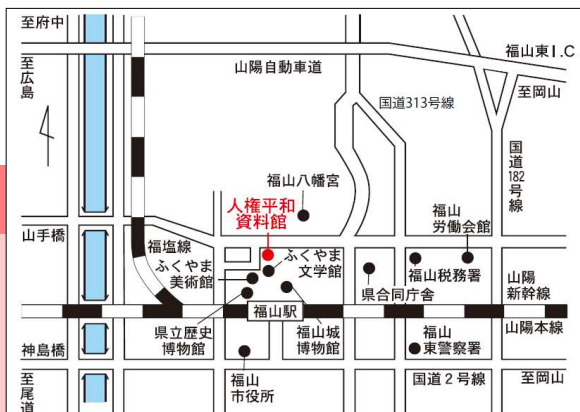 至府中
福山東I.C
至広島
山陽自動車道
至岡山
国道313号線
国道182号線
福山八幡宮
人権平和
資料館
福山
労働会館
山手橋
福塩線
ふくやま
文学館
ふくやま
美術館
福山税務署
県合同庁舎
山陽
新幹線
福山駅
山陽本線
県立歴史
博物館
福山城
博物館
福山
東警察署
神島橋
至尾道
福山
市役所
国道2号線
至岡山